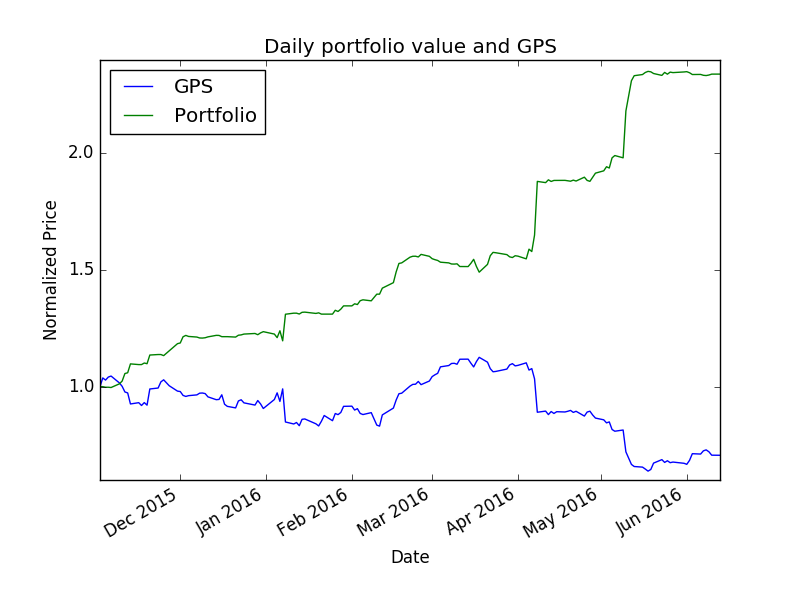 Daily portfolio value and GPS
GPS
Portfolio
2.0
1.5
1.0
Normalized Price
Dec 2015
Jan 2016
Feb 2016
Mar 2016
Apr 2016
May 2016
Jun 2016
Date